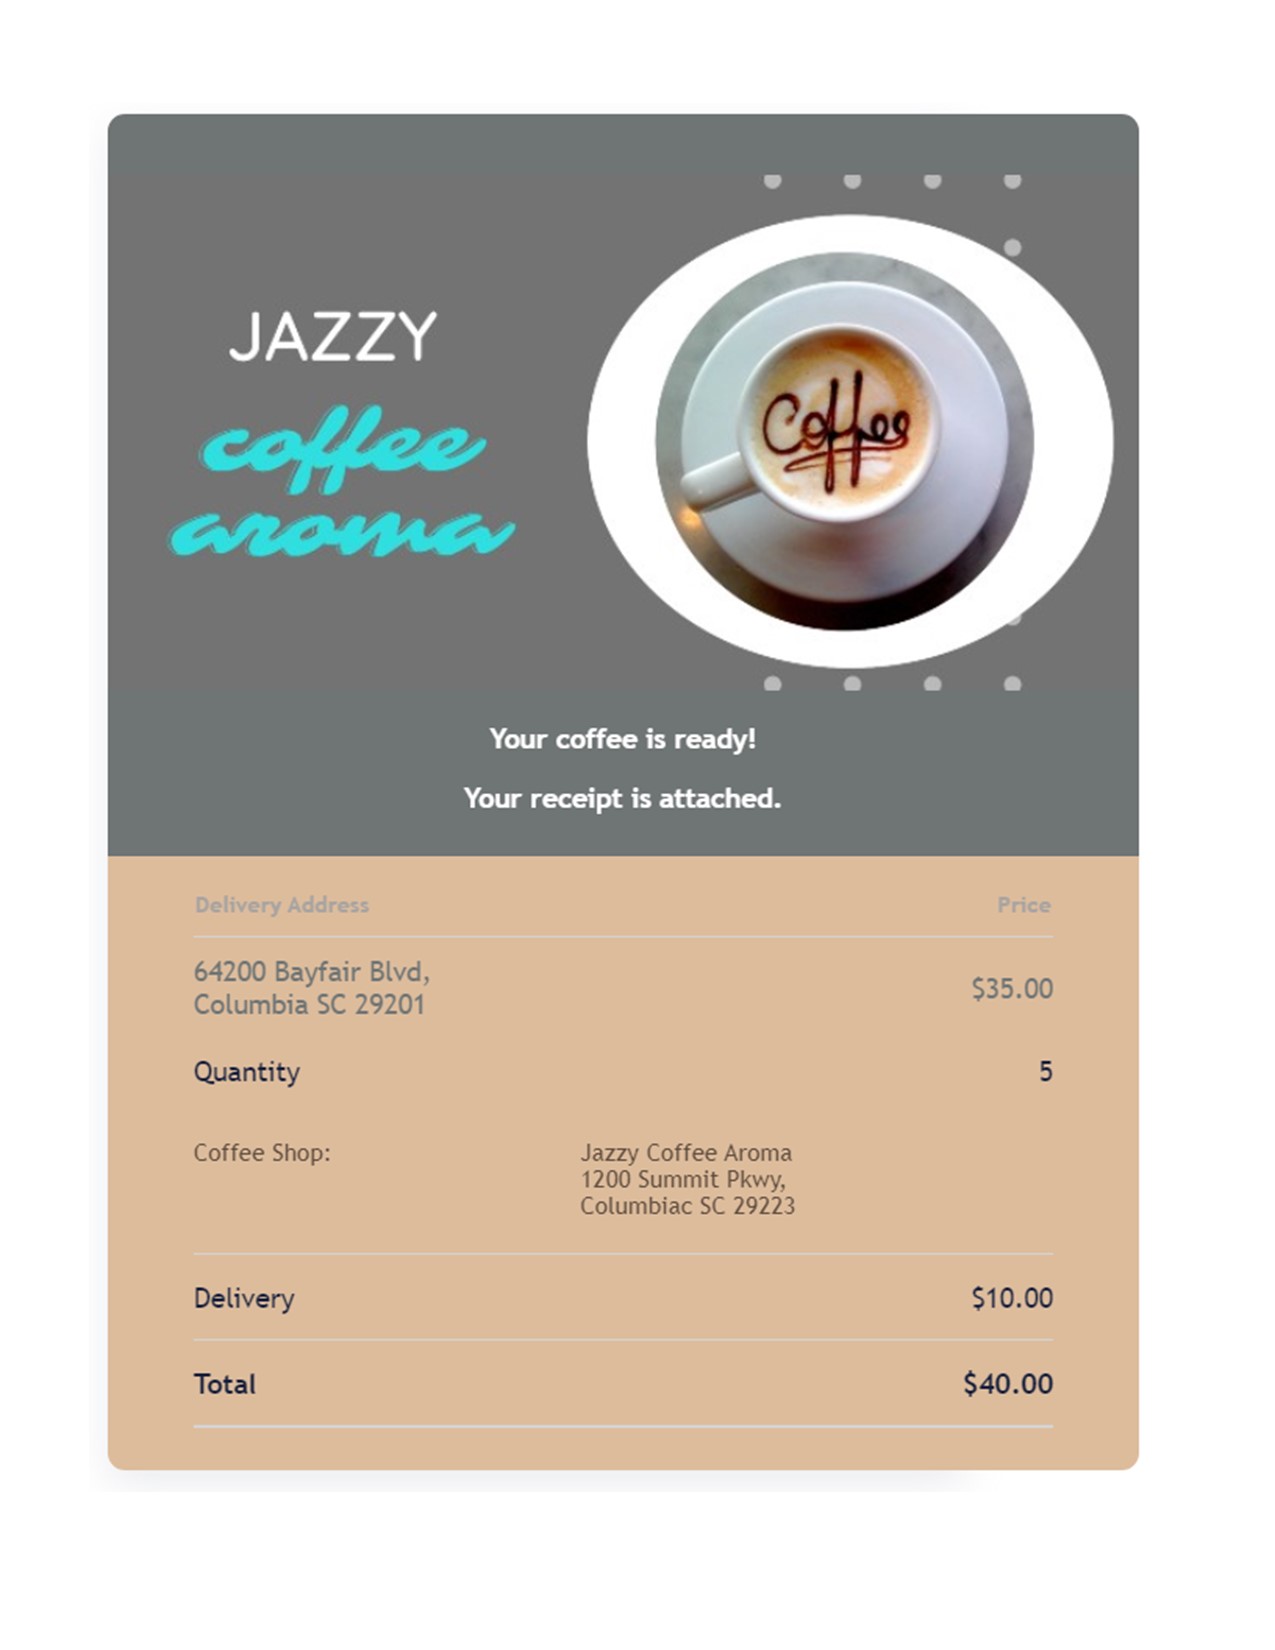 JAZZY
coffee
aroma
Coffee
Your coffee is ready!
Your receipt is attached.
Delivery Address Price
64200 Bayfair Blvd,
Columbia SC 29201
$35.00
Quantity 5
Coffee Shop: Jazzy Coffee Aroma
1200 Summit Pkwy,
Columbiac SC 29223
Delivery $10.00
Total $40.00